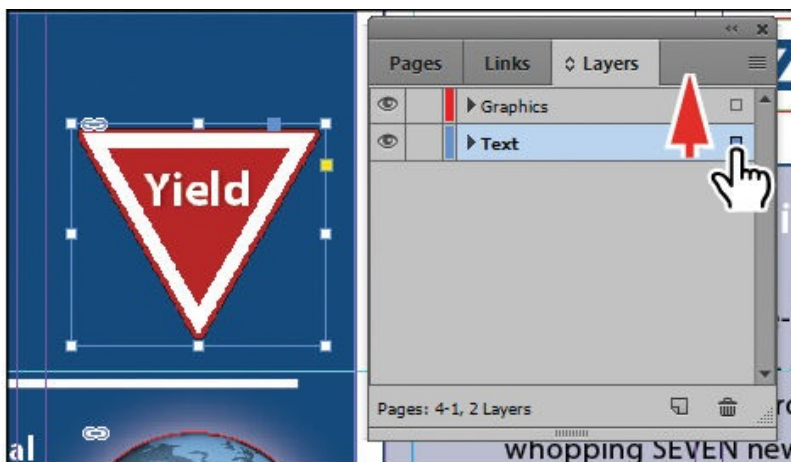 Pages Links Layers
Graphics
Text
Yield
Pages: 4-1, 2 Layers
al
whopping SEVEN new